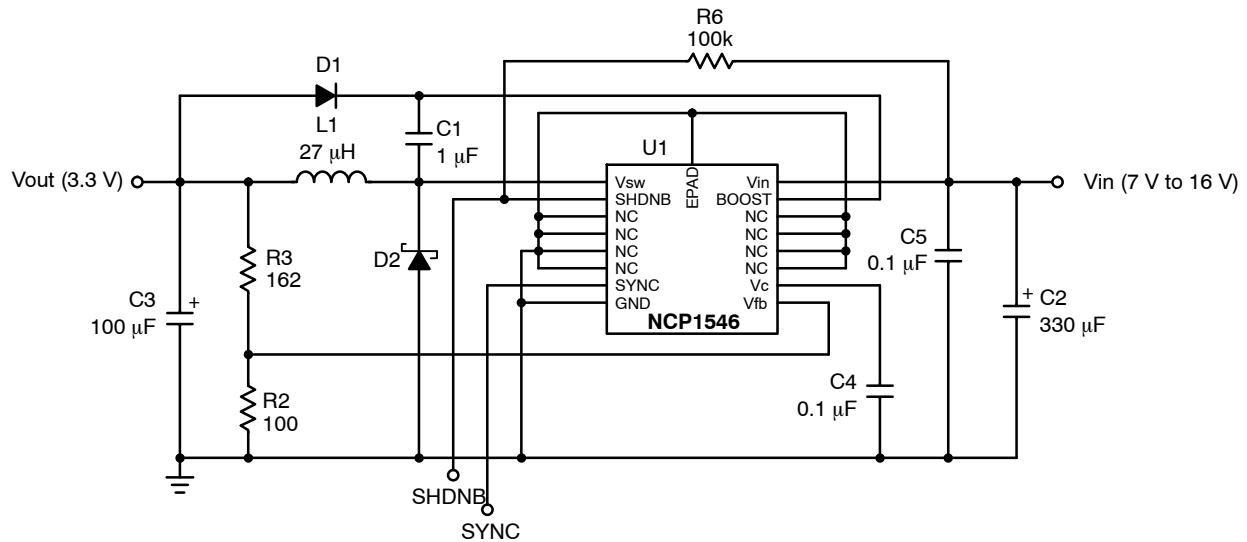 R6
100k
D1
L1
27 μH
C1
1 μF
U1
Vout (3.3 V)
Vin (7 V to 16 V)
Vsw
SHDNB
NC
NC
NC
NC
SYNC
GND
EPAD
Vin
BOOST
NC
NC
NC
NC
Vc
Vfb
NCP1546
R3
162
D2
C5
0.1 μF
C3
+
100 μF
+
C2
330 μF
C4
0.1 μF
R2
100
SHDNB
SYNC